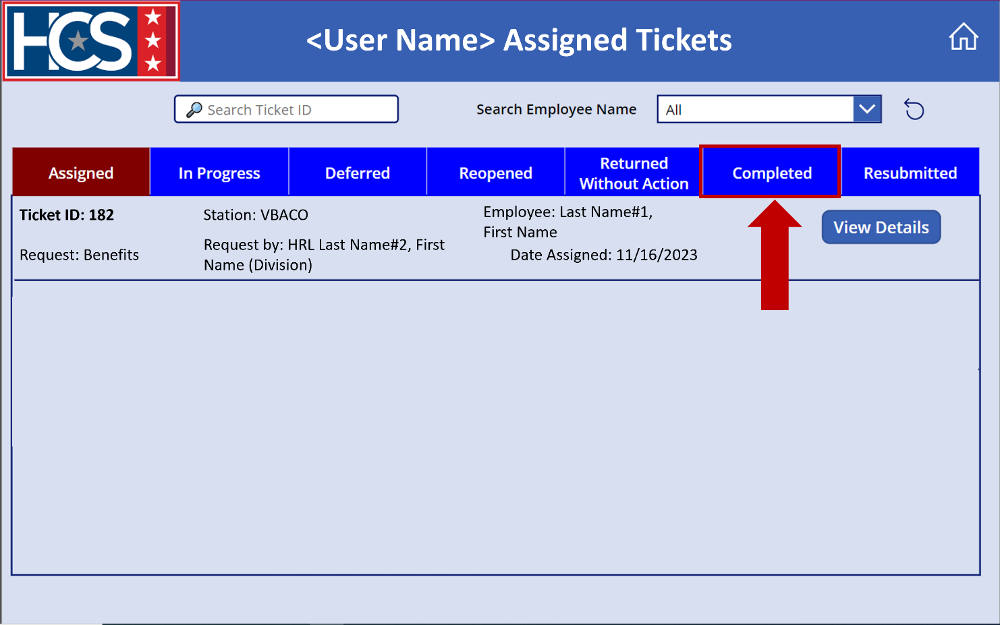 HCS
<User Name> Assigned Tickets
Search Ticket ID
Search Employee Name
All
Assigned
In Progress
Deferred
Reopened
Returned
Without Action
Completed
Resubmitted
Ticket ID: 182
Station: VBACO
Employee: Last Name#1,
First Name
View Details
Request: Benefits
Request by: HRL Last Name#2, First
Name (Division)
Date Assigned: 11/16/2023